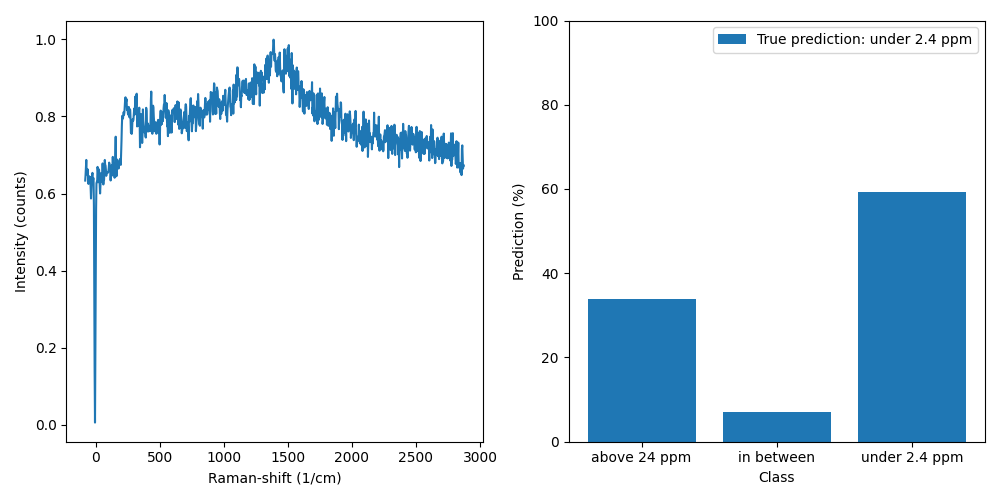 1.0
0.8
0.6
0.4
0.2
0.0
Intensity (counts)
0 500 1000 1500 2000 2500 3000
Raman-shift (1/cm)
100
80
60
40
20
0
Prediction (%)
True prediction: under 2.4 ppm
above 24 ppm in between under 2.4 ppm
Class